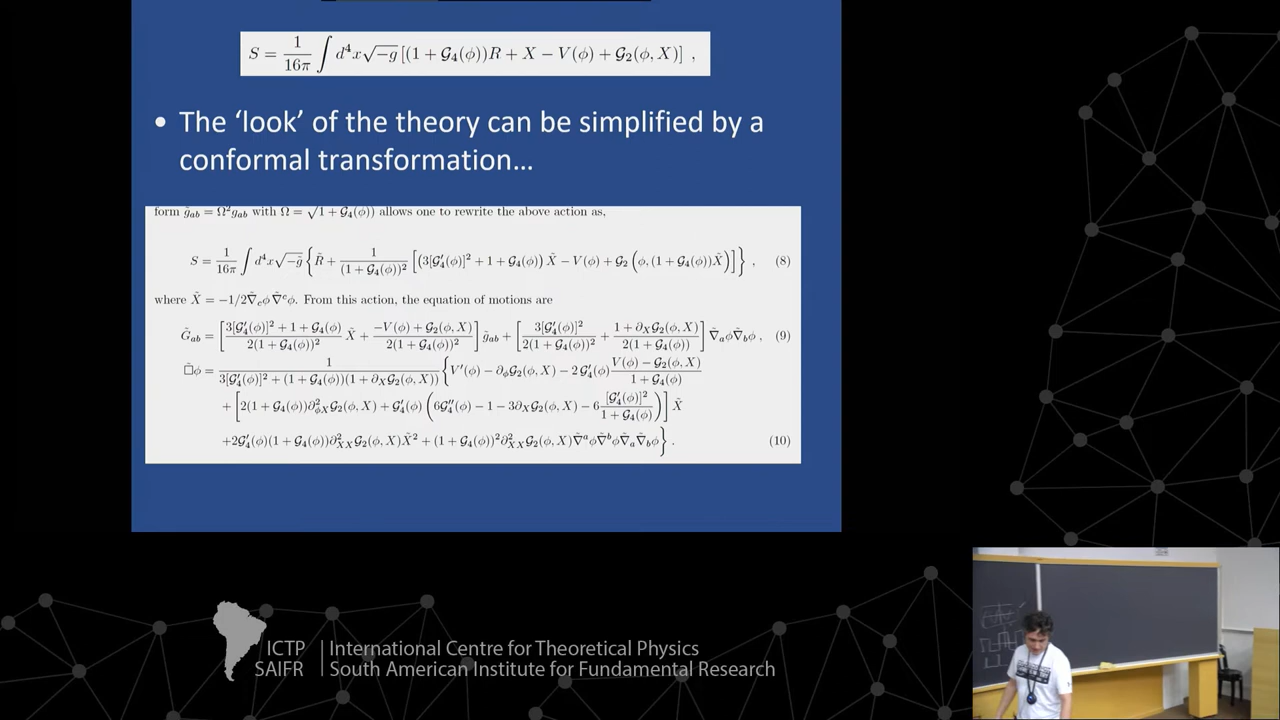 S = \frac{1}{16\pi} \int d^4x \sqrt{-g} [(1 + \mathcal{G}_4(\phi))R + X − V(\phi) + \mathcal{G}_2(\phi, X)] ,
• The ‘look’ of the theory can be simplified by a
conformal transformation…
form \tilde{g}_{ab} = \Omega^2 g_{ab} with \Omega = \sqrt{1 + \mathcal{G}_4(\phi)}) allows one to rewrite the above action as,
S = \frac{1}{16\pi} \int d^4x \sqrt{-\tilde{g}} \left\{ \tilde{R} + \frac{1}{(1 + \mathcal{G}_4(\phi))^2} \left[ (3[\mathcal{G}_4'(\phi)]^2 + 1 + \mathcal{G}_4(\phi)) \tilde{X} − V(\phi) + \mathcal{G}_2 \left( \phi, (1 + \mathcal{G}_4(\phi))\tilde{X} \right) \right] \right\} , (8)
where \tilde{X} = −1/2\tilde{\nabla}_c\phi \tilde{\nabla}^c\phi. From this action, the equation of motions are
\tilde{G}_{ab} = \left[ \frac{3[\mathcal{G}_4'(\phi)]^2 + 1 + \mathcal{G}_4(\phi)}{2(1 + \mathcal{G}_4(\phi))^2} \tilde{X} + \frac{−V(\phi) + \mathcal{G}_2(\phi, X)}{2(1 + \mathcal{G}_4(\phi))^2} \right] \tilde{g}_{ab} + \left[ \frac{3[\mathcal{G}_4'(\phi)]^2}{2(1 + \mathcal{G}_4(\phi))^2} + \frac{1 + \partial_X \mathcal{G}_2(\phi, X)}{2(1 + \mathcal{G}_4(\phi))} \right] \tilde{\nabla}_a\phi \tilde{\nabla}_b\phi , (9)
\tilde{\Box}\phi = \frac{1}{3[\mathcal{G}_4'(\phi)]^2 + (1 + \mathcal{G}_4(\phi))(1 + \partial_X \mathcal{G}_2(\phi, X))} \left\{ V'(\phi) − \partial_\phi \mathcal{G}_2(\phi, X) − 2\mathcal{G}_4'(\phi) \frac{V(\phi) − \mathcal{G}_2(\phi, X)}{1 + \mathcal{G}_4(\phi)} \right.
+ \left[ 2(1 + \mathcal{G}_4(\phi))\partial^2_{\phi X} \mathcal{G}_2(\phi, X) + \mathcal{G}_4'(\phi) \left( 6\mathcal{G}_4''(\phi) − 1 − 3\partial_X \mathcal{G}_2(\phi, X) − 6\frac{[\mathcal{G}_4'(\phi)]^2}{1 + \mathcal{G}_4(\phi)} \right) \right] \tilde{X}
\left. +2\mathcal{G}_4'(\phi)(1 + \mathcal{G}_4(\phi))\partial^2_{XX} \mathcal{G}_2(\phi, X)\tilde{X}^2 + (1 + \mathcal{G}_4(\phi))^2 \partial^2_{XX} \mathcal{G}_2(\phi, X)\tilde{\nabla}^a\phi \tilde{\nabla}^b\phi \tilde{\nabla}_a \tilde{\nabla}_b\phi \right\} . (10)
ICTP | International Centre for Theoretical Physics
SAIFR | South American Institute for Fundamental Research